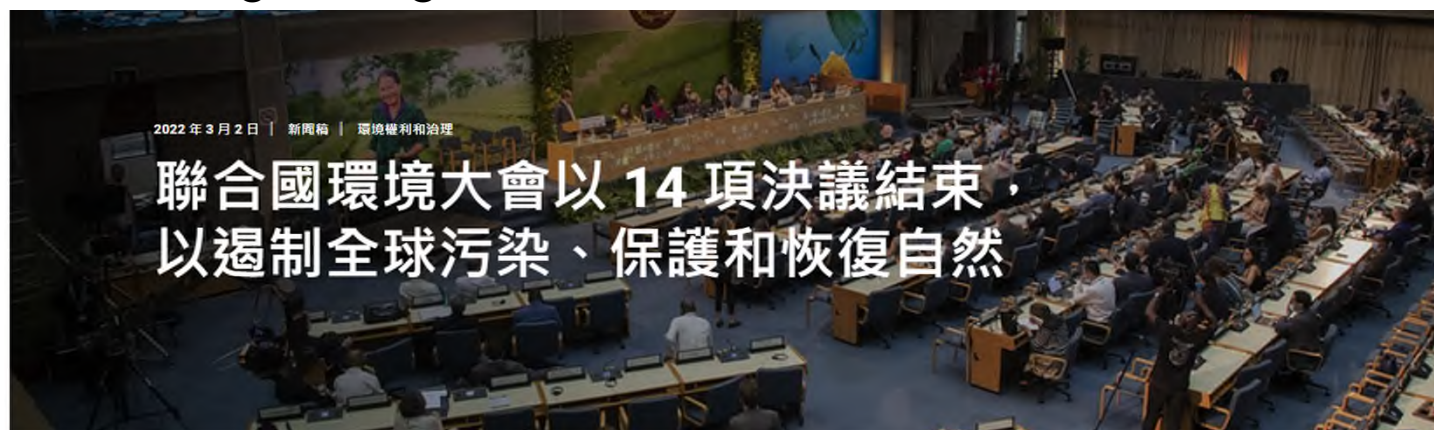 2022 年 3 月 2 日 | 新聞稿 | 環境權利和治理
聯合國環境大會以 14 項決議結束，
以遏制全球污染、保護和恢復自然